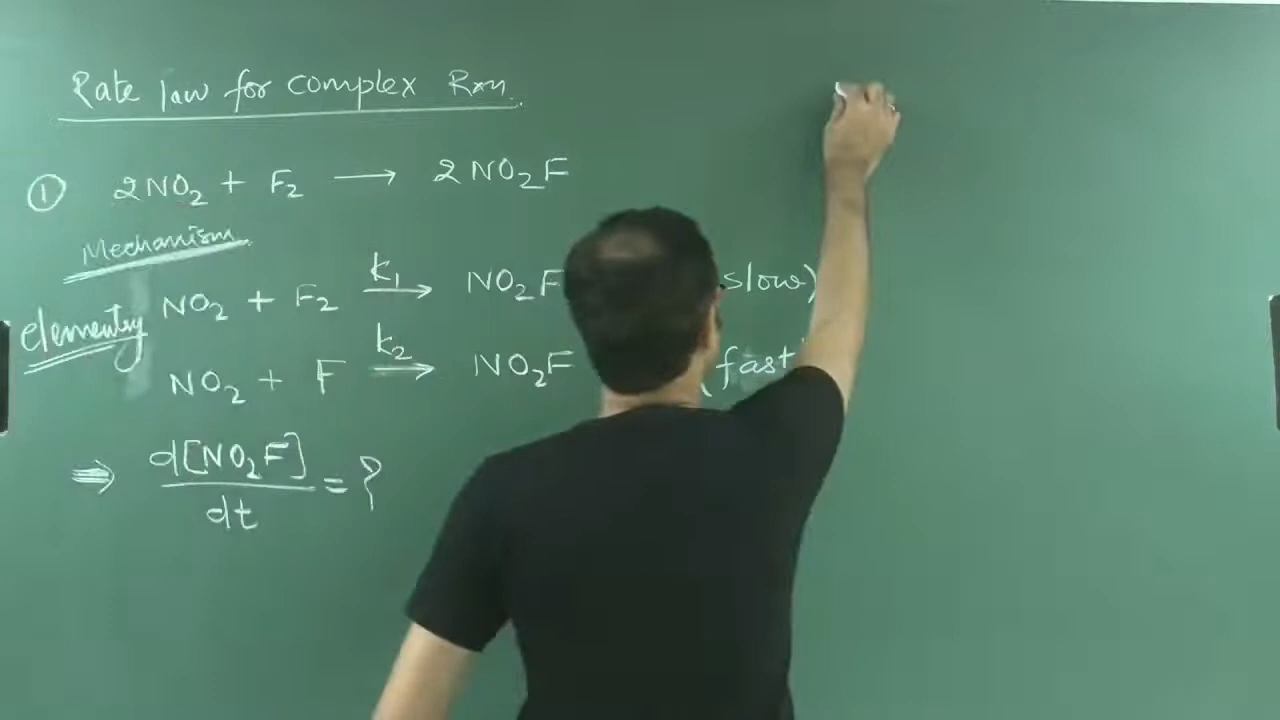 Rate law for complex Rxn.
① 2NO₂ + F₂ ⟶ 2NO₂F
Mechanism
NO₂ + F₂ —k₁→ NO₂F slow)
elementry
NO₂ + F —k₂→ NO₂F (fast
⇒ d[NO₂F]/dt = ?